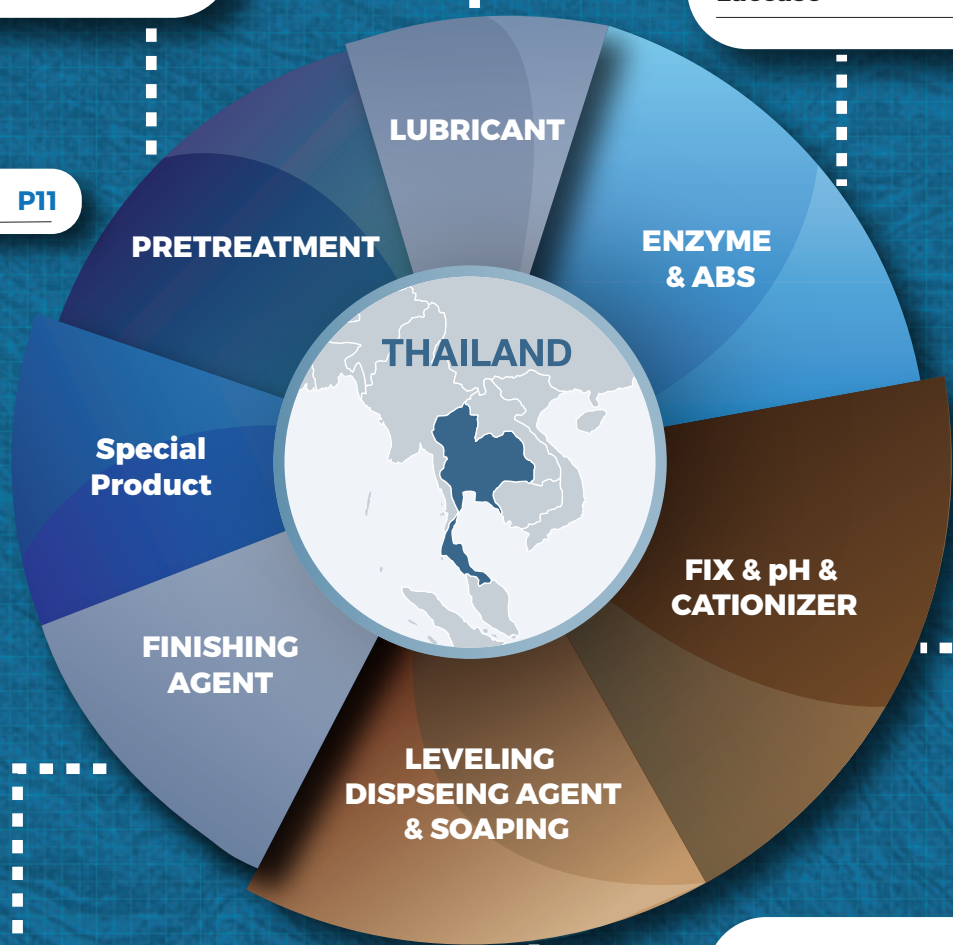 P11
LUBRICANT
PRETREATMENT
ENZYME
& ABS
THAILAND
Special
Product
FIX & pH &
CATIONIZER
FINISHING
AGENT
LEVELING
DISPSEING AGENT
& SOAPING